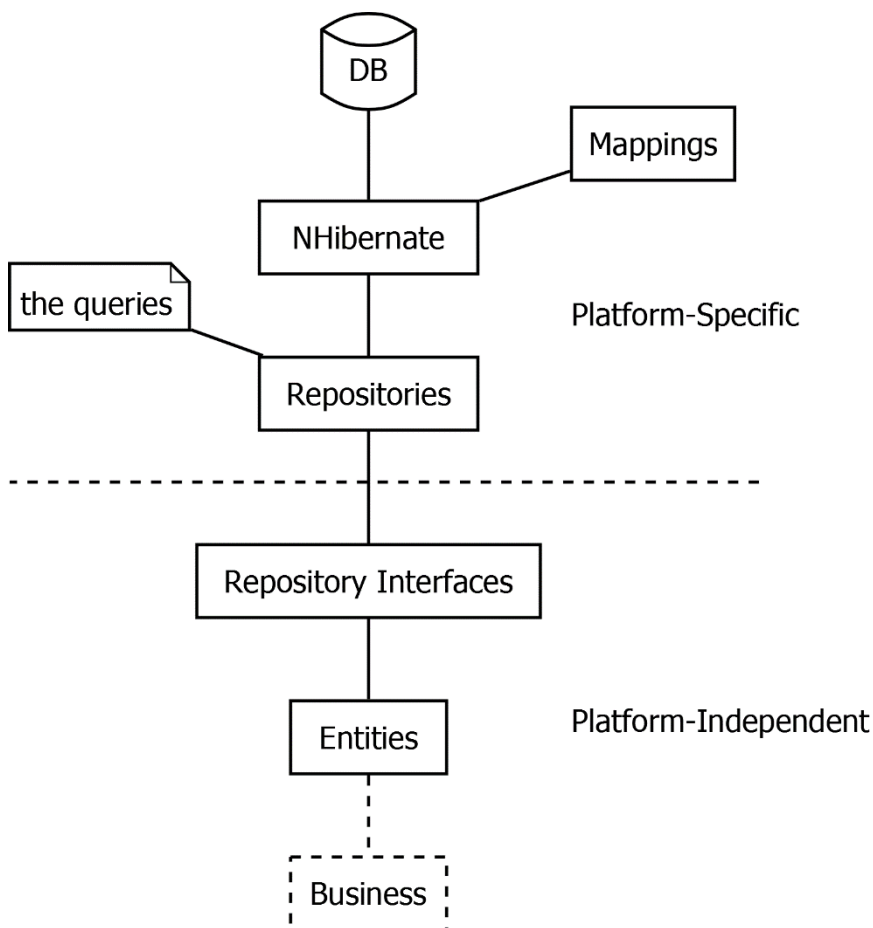 DB
Mappings
NHibernate
the queries
Platform-Specific
Repositories
Repository Interfaces
Platform-Independent
Entities
Business